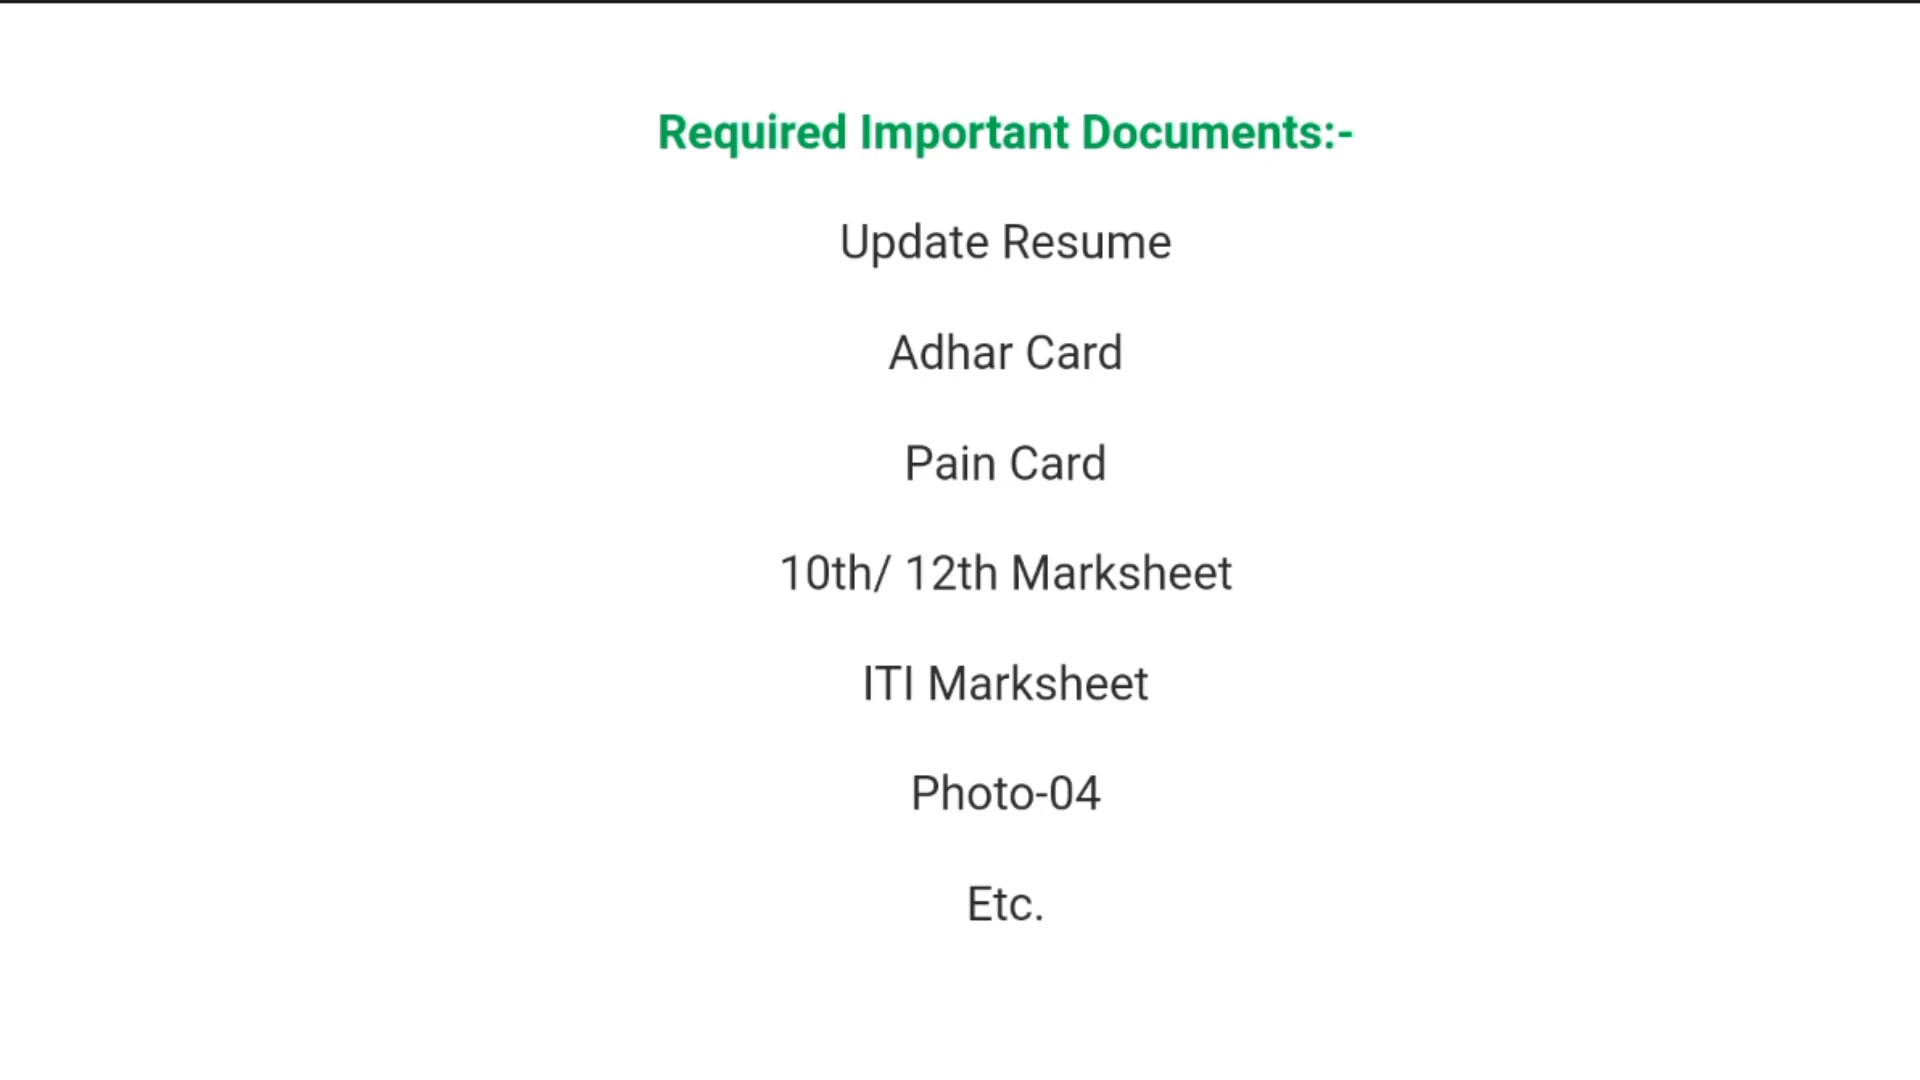 Required Important Documents:-
Update Resume
Adhar Card
Pain Card
10th/ 12th Marksheet
ITI Marksheet
Photo-04
Etc.